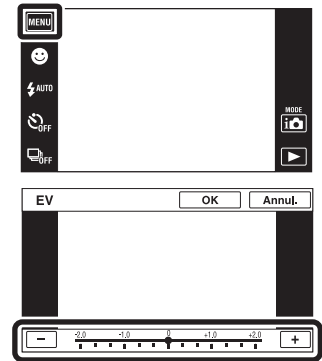 MENU
AUTO
OFF
OFF
MODE
i
EV OK Annul.
-2.0 -1.0 0 +1.0 +2.0
− +